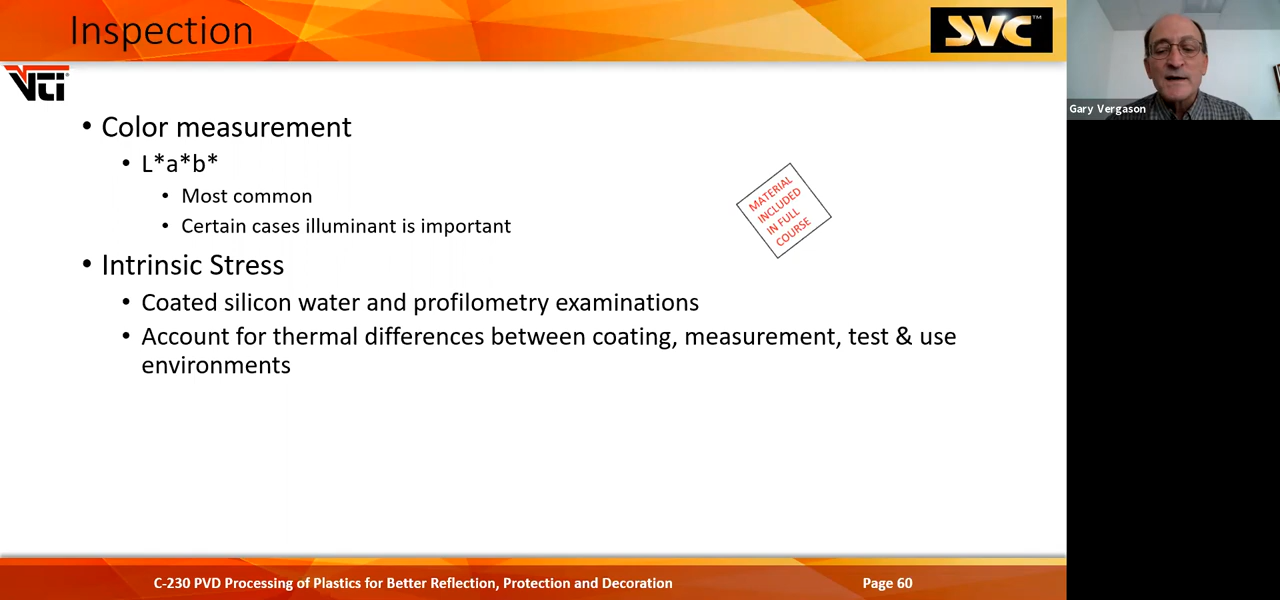 Inspection
SVC™
VTi
Gary Vergason
• Color measurement
• L*a*b*
• Most common
• Certain cases illuminant is important
MATERIAL
INCLUDED
IN FULL
COURSE
• Intrinsic Stress
• Coated silicon water and profilometry examinations
• Account for thermal differences between coating, measurement, test & use
environments
C-230 PVD Processing of Plastics for Better Reflection, Protection and Decoration
Page 60